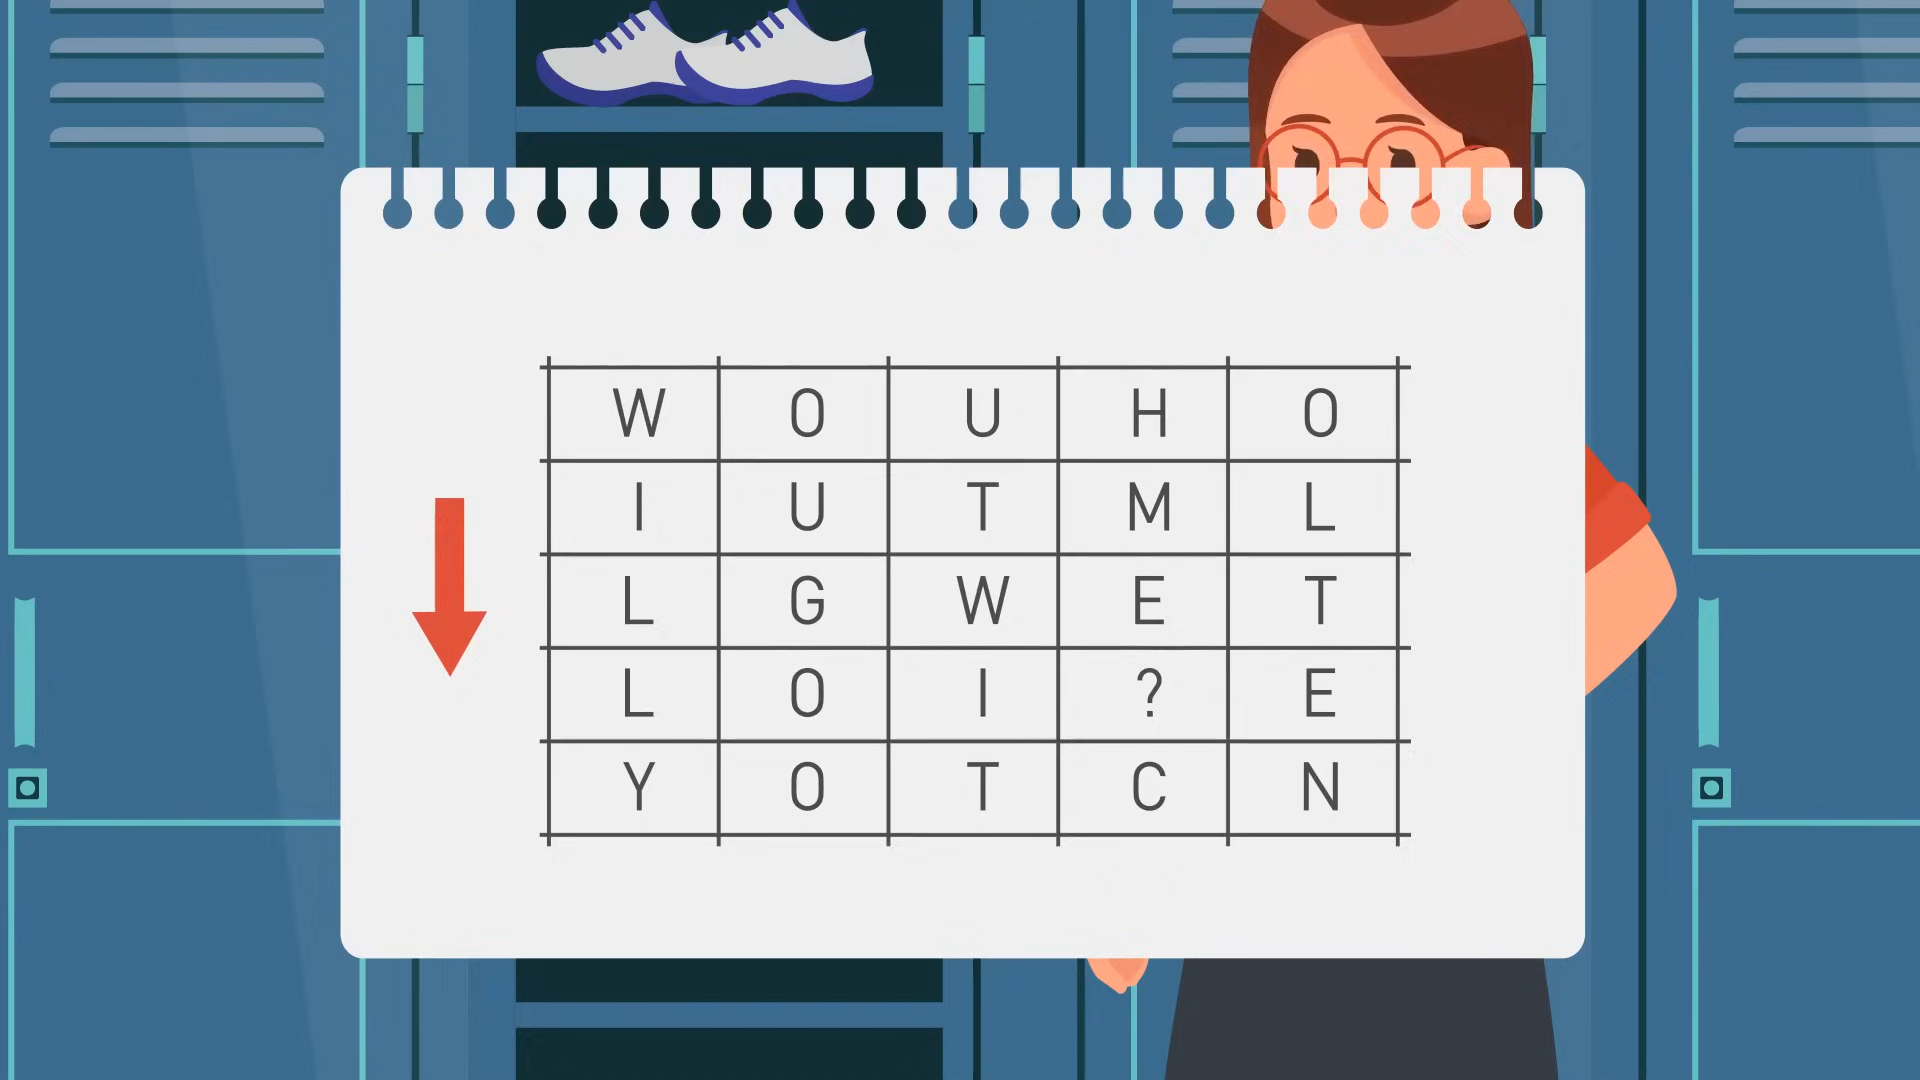 W O U H O
I U T M L
L G W E T
L O I ? E
Y O T C N